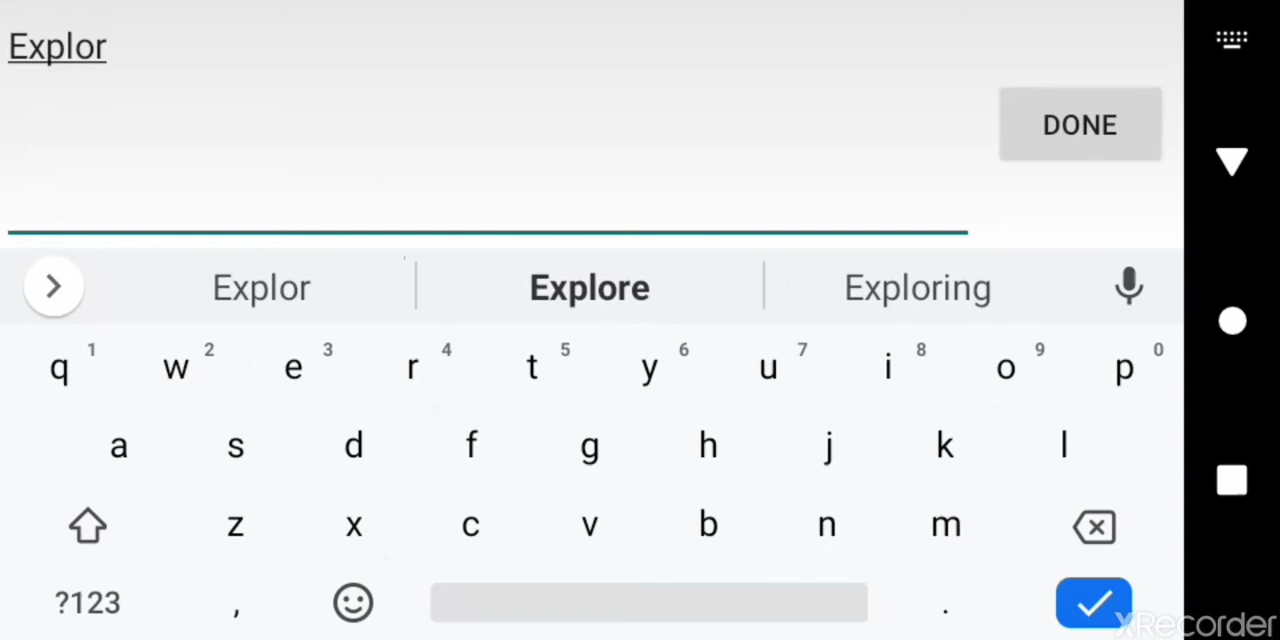 Explor
DONE
Explor Explore Exploring
q 1 w 2 e 3 r 4 t 5 y 6 u 7 i 8 o 9 p 0
a s d f g h j k l
z x c v b n m
?123 , .
XRecorder